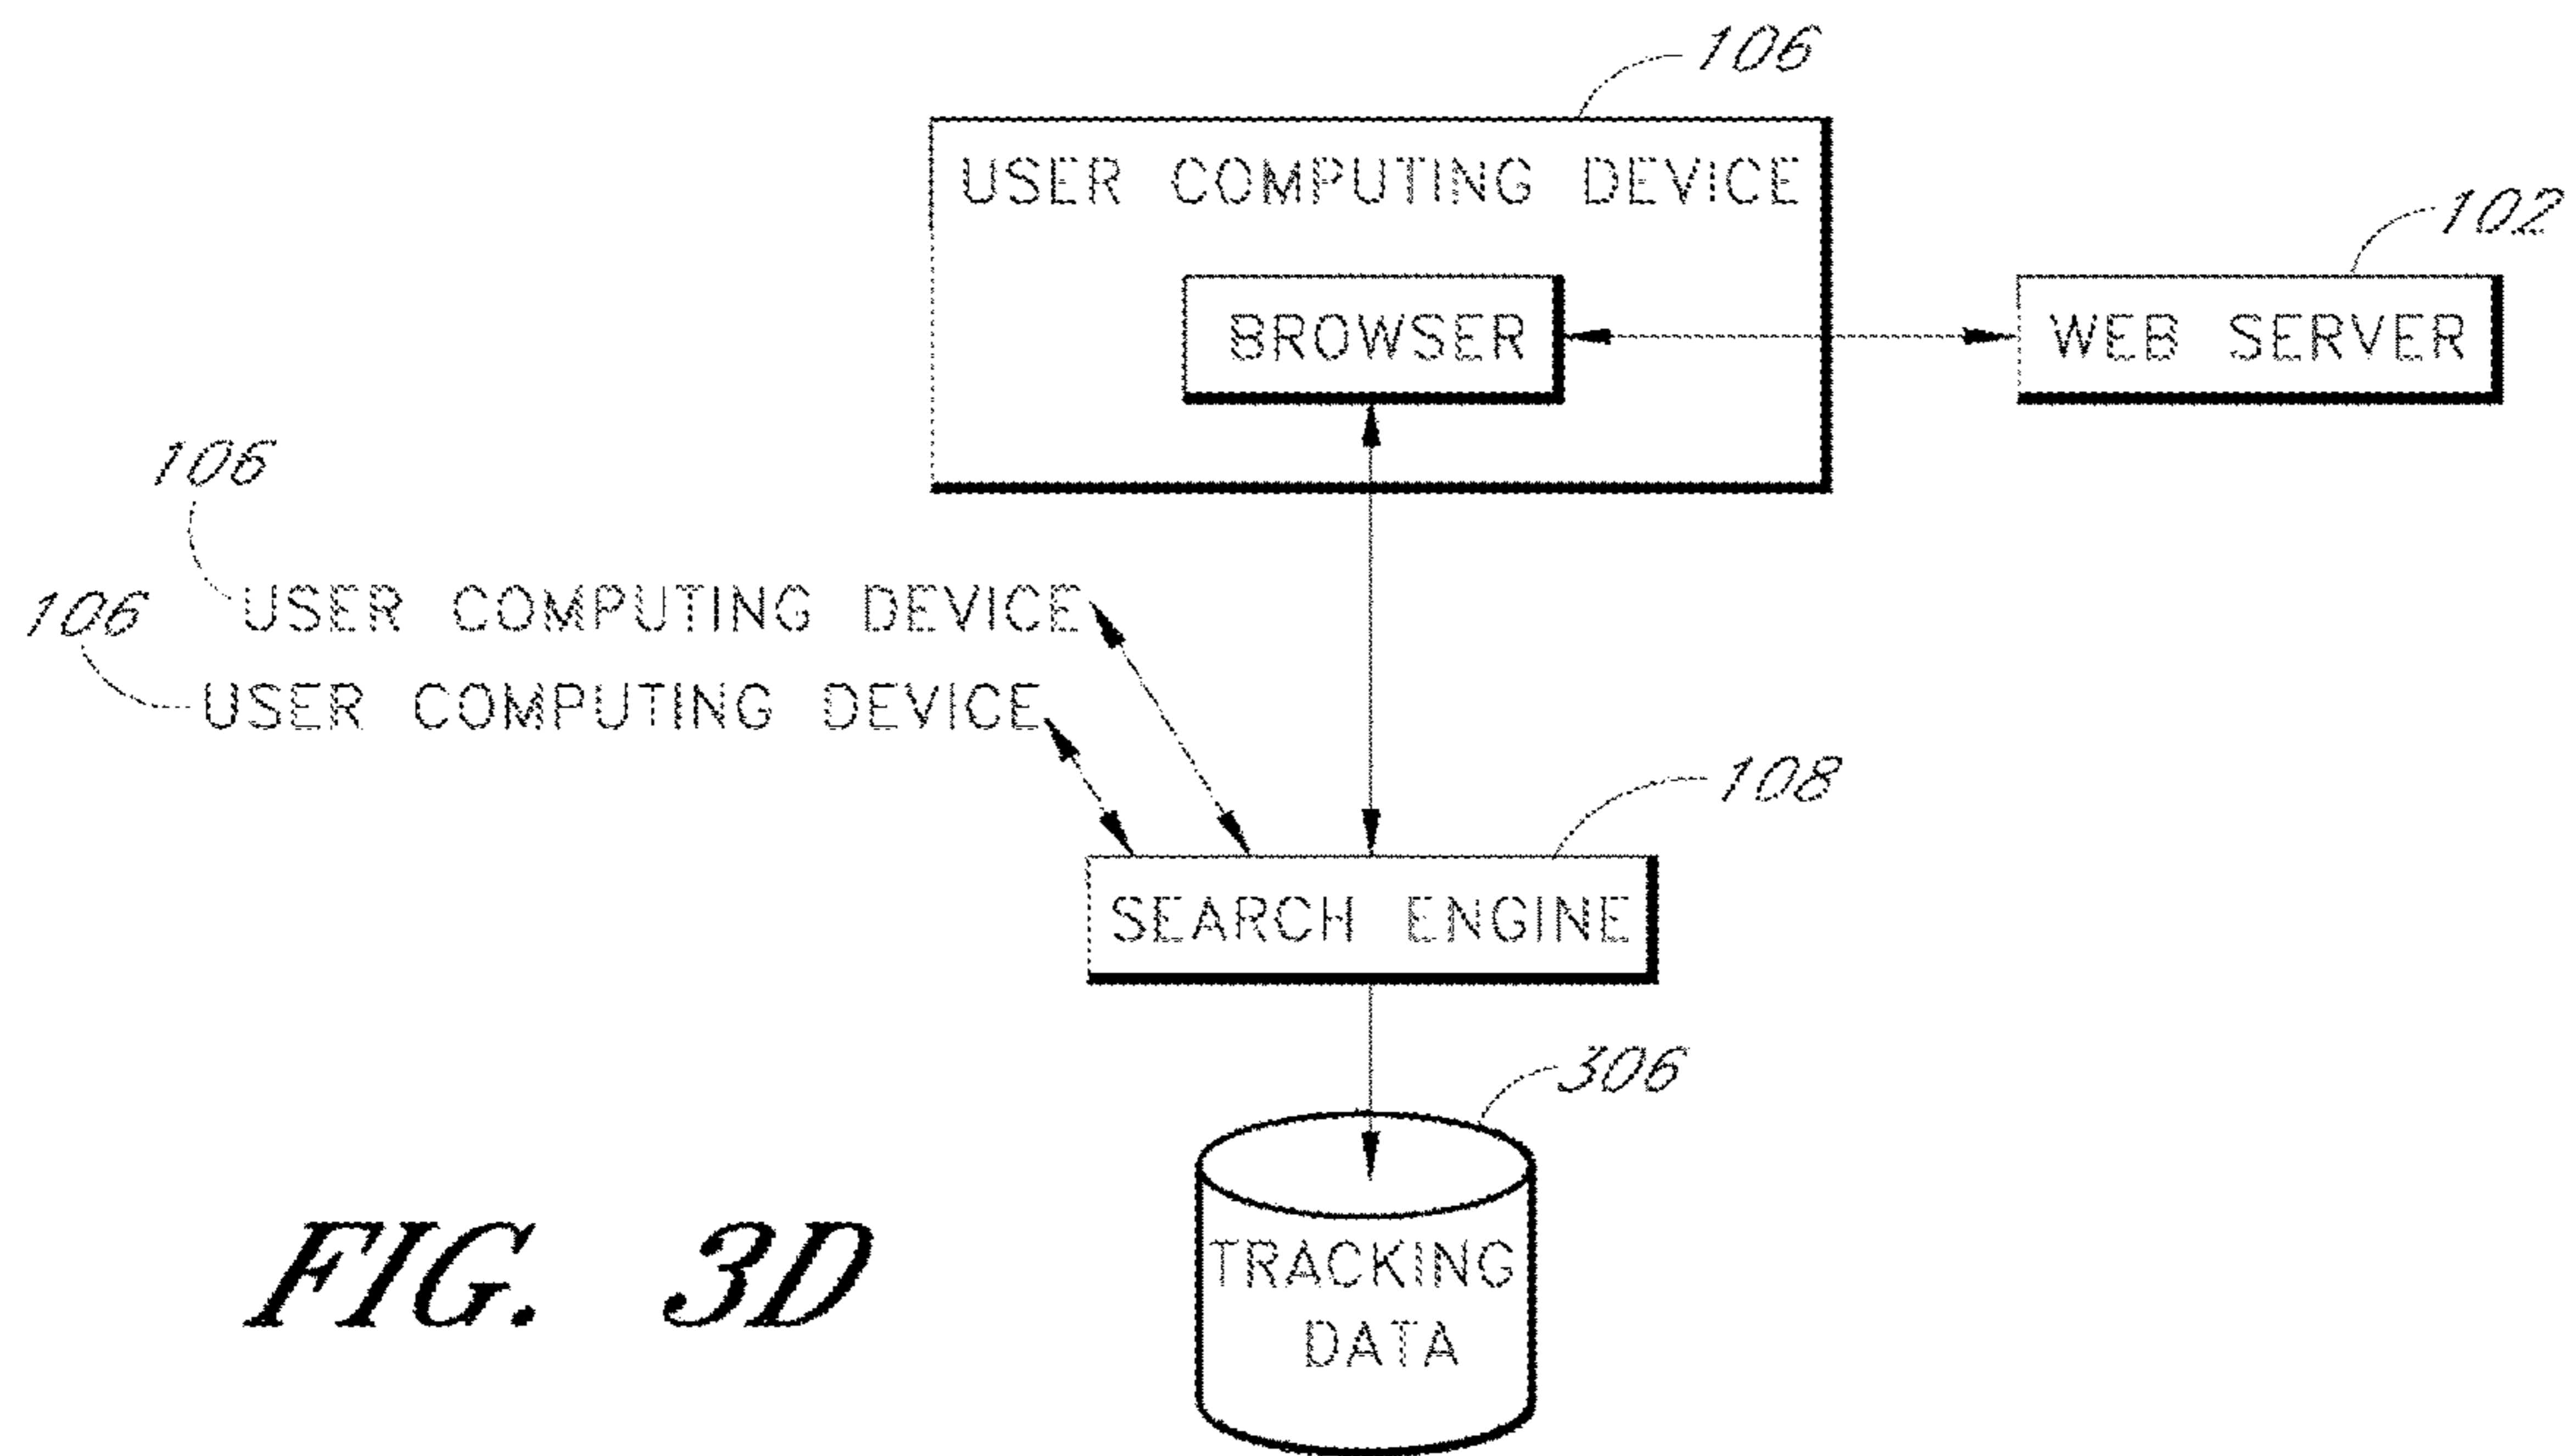 106
USER COMPUTING DEVICE
102
BROWSER
WEB SERVER
106
106
USER COMPUTING DEVICE
USER COMPUTING DEVICE
108
SEARCH ENGINE
306
TRACKING
DATA
FIG. 3D